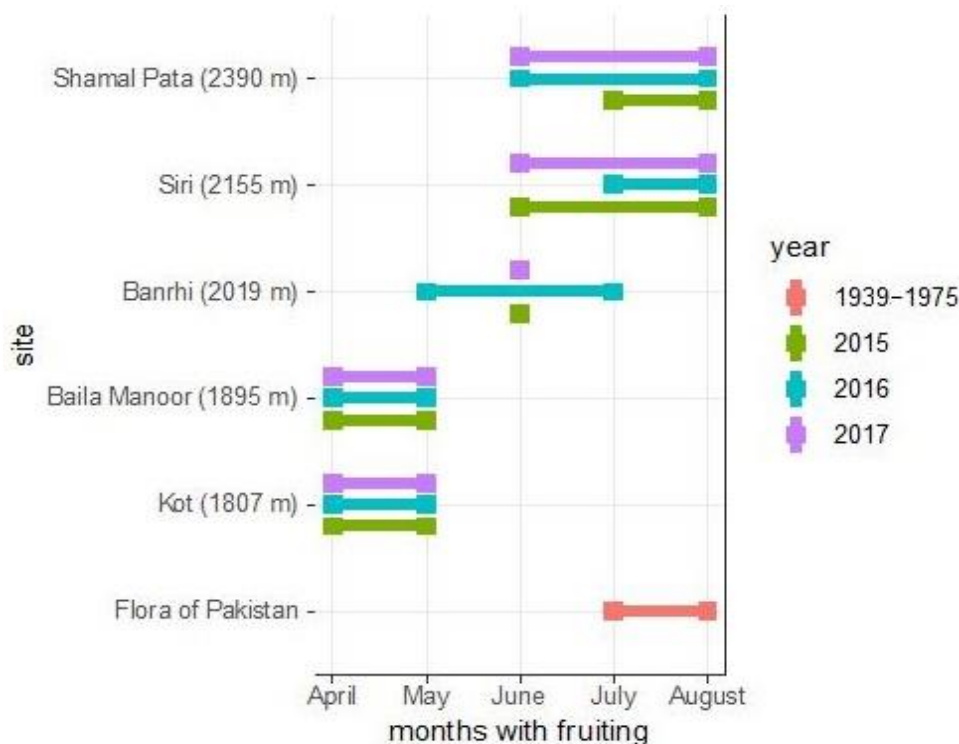 Shamal Pata (2390 m)
Siri (2155 m)
Banrhi (2019 m)
Baila Manoor (1895 m)
Kot (1807 m)
Flora of Pakistan
site
April May June July August
months with fruiting
year
1939-1975
2015
2016
2017